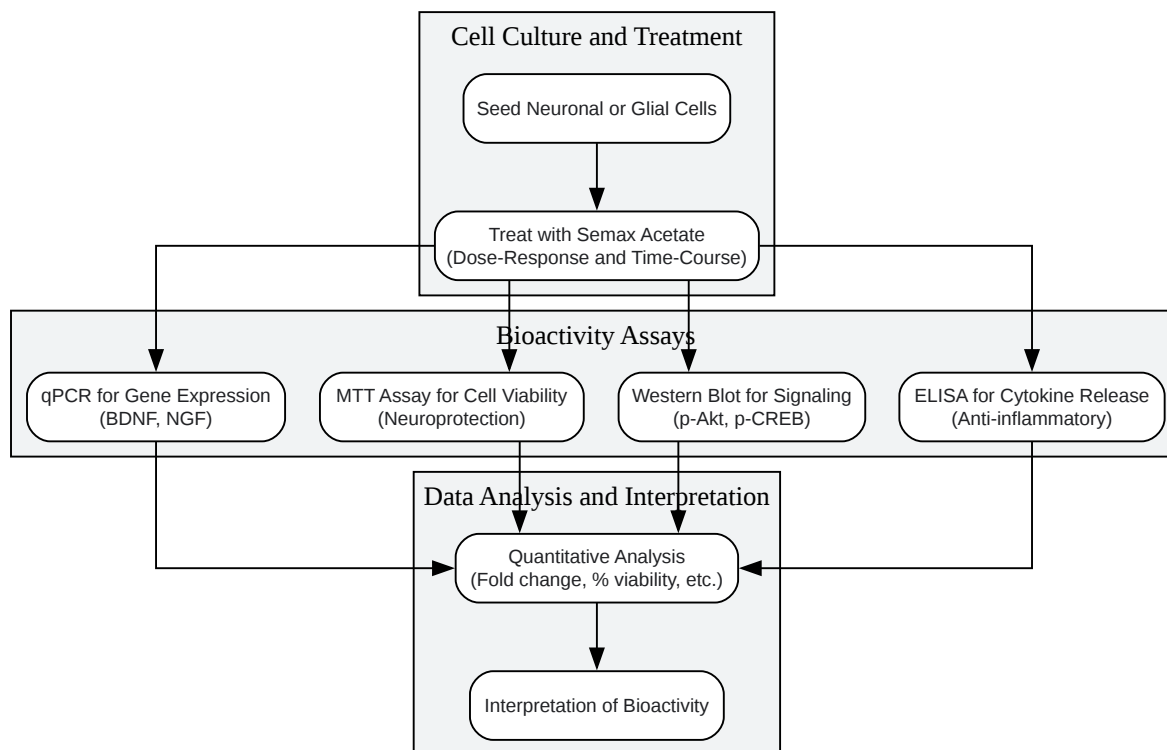 Cell Culture and Treatment
Seed Neuronal or Glial Cells
Treat with Semax Acetate
(Dose-Response and Time-Course)
Bioactivity Assays
qPCR for Gene Expression
(BDNF, NGF)
MTT Assay for Cell Viability
(Neuroprotection)
Western Blot for Signaling
(p-Akt, p-CREB)
ELISA for Cytokine Release
(Anti-inflammatory)
Data Analysis and Interpretation
Quantitative Analysis
(Fold change, % viability, etc.)
Interpretation of Bioactivity